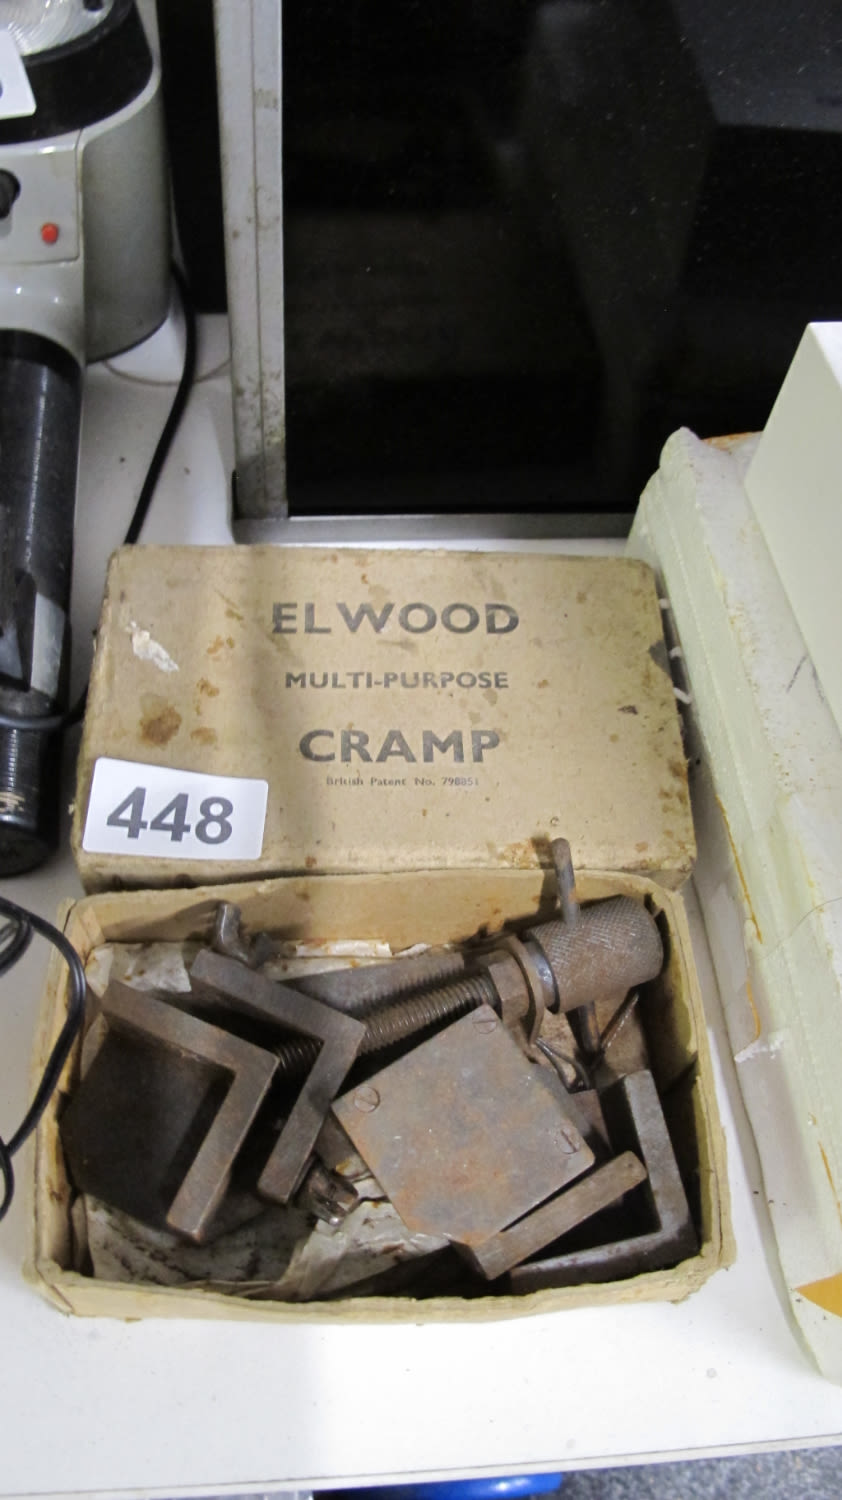 ELWOOD
MULTI-PURPOSE
CRAMP
British Patent No. 798851
448